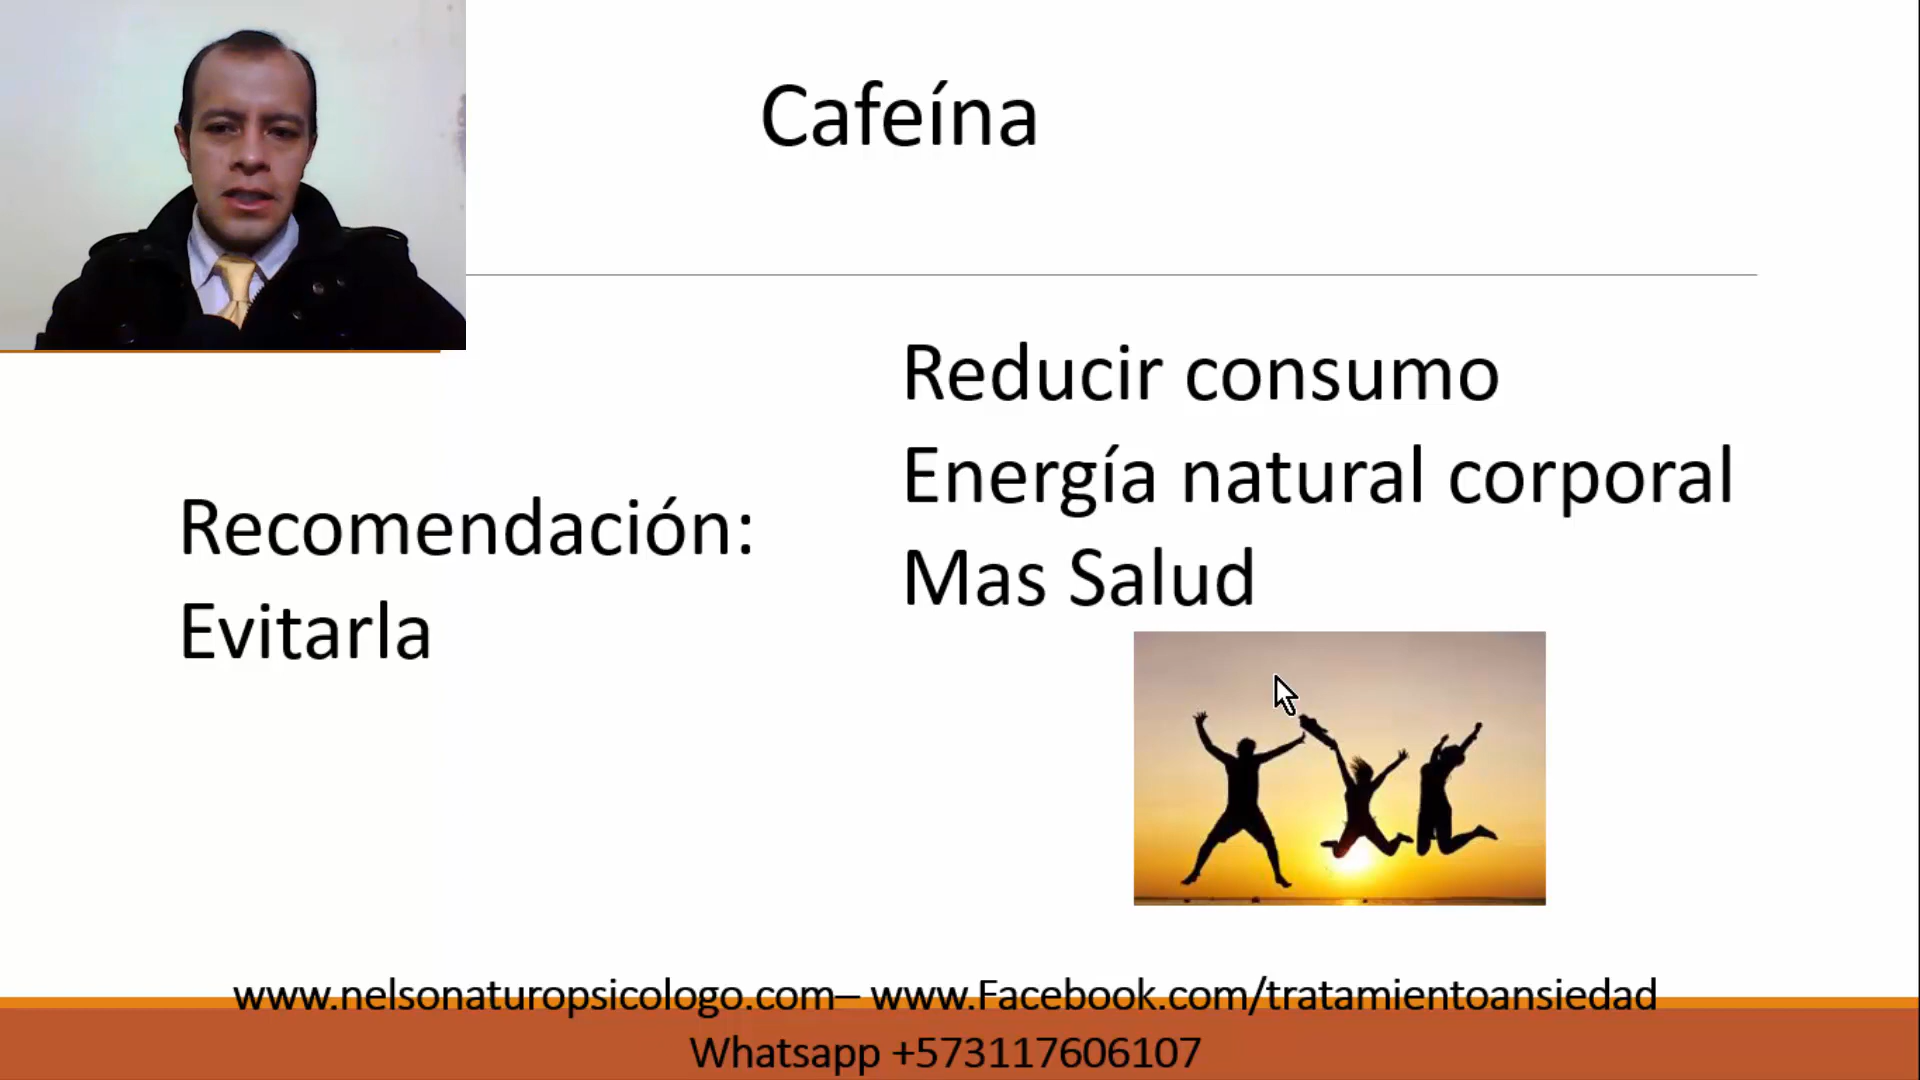 Cafeína
Recomendación:
Evitarla
Reducir consumo
Energía natural corporal
Mas Salud
www.nelsonaturopsicologo.com– www.Facebook.com/tratamientoansiedad
Whatsapp +573117606107